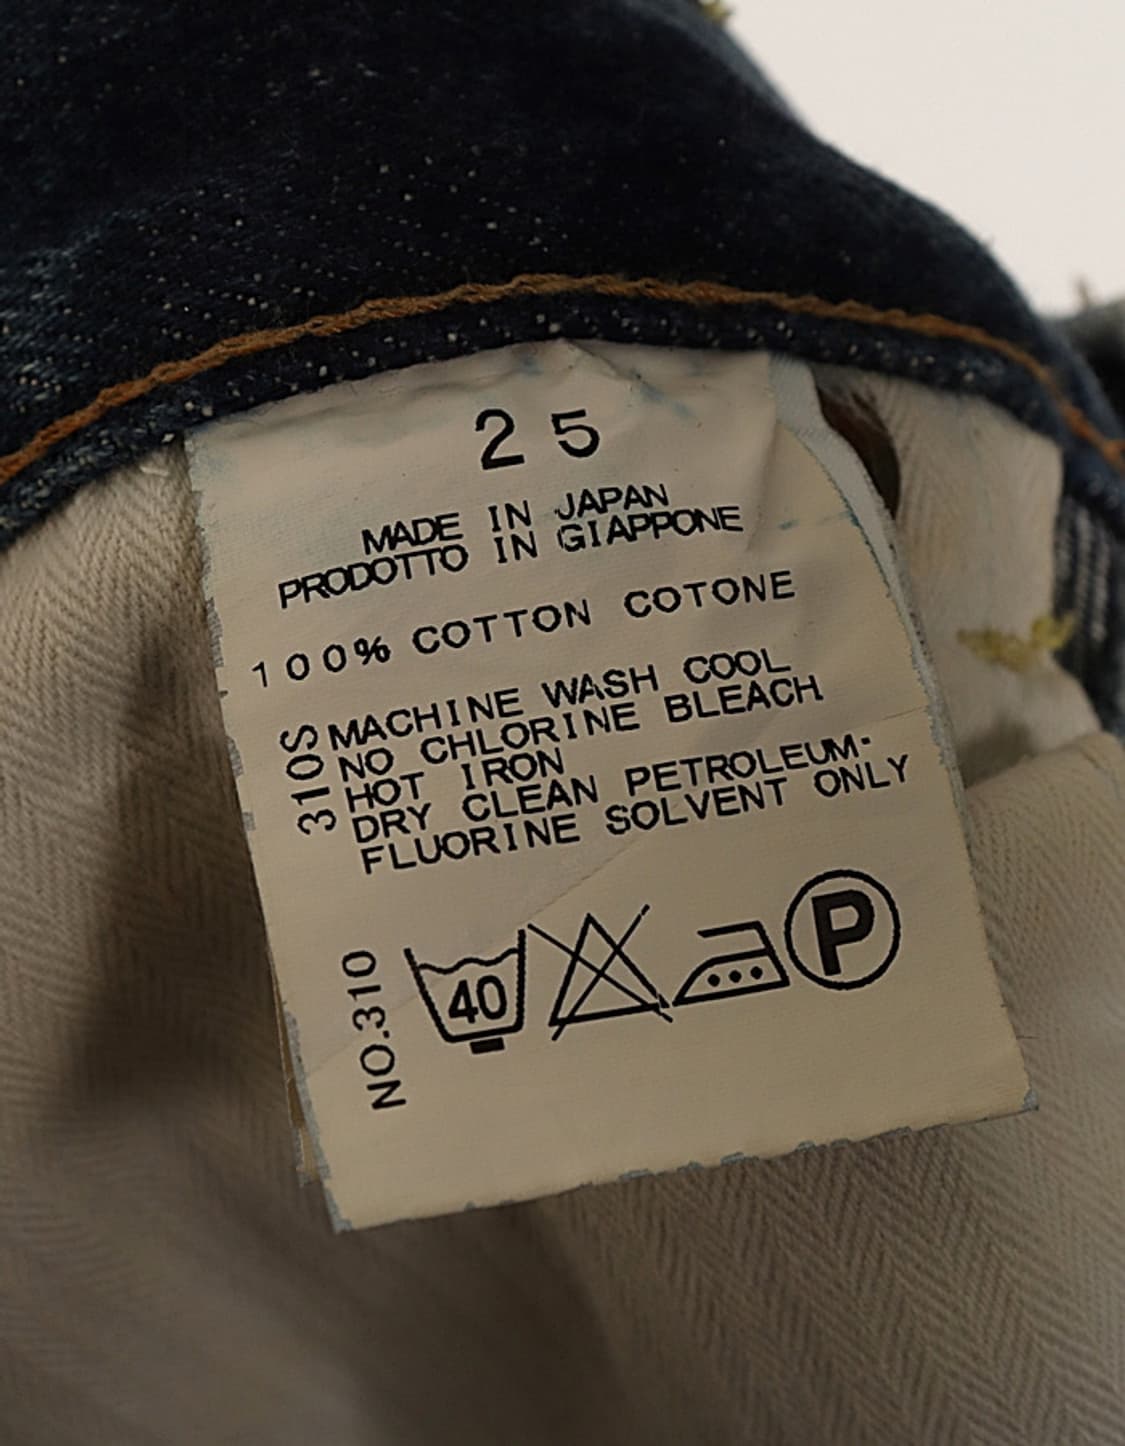 25
MADE IN JAPAN
PRODOTTO IN GIAPPONE
100% COTTON COTONE
310S
MACHINE WASH COOL
NO CHLORINE BLEACH
HOT IRON
DRY CLEAN PETROLEUM-
FLUORINE SOLVENT ONLY
NO.310
40
P